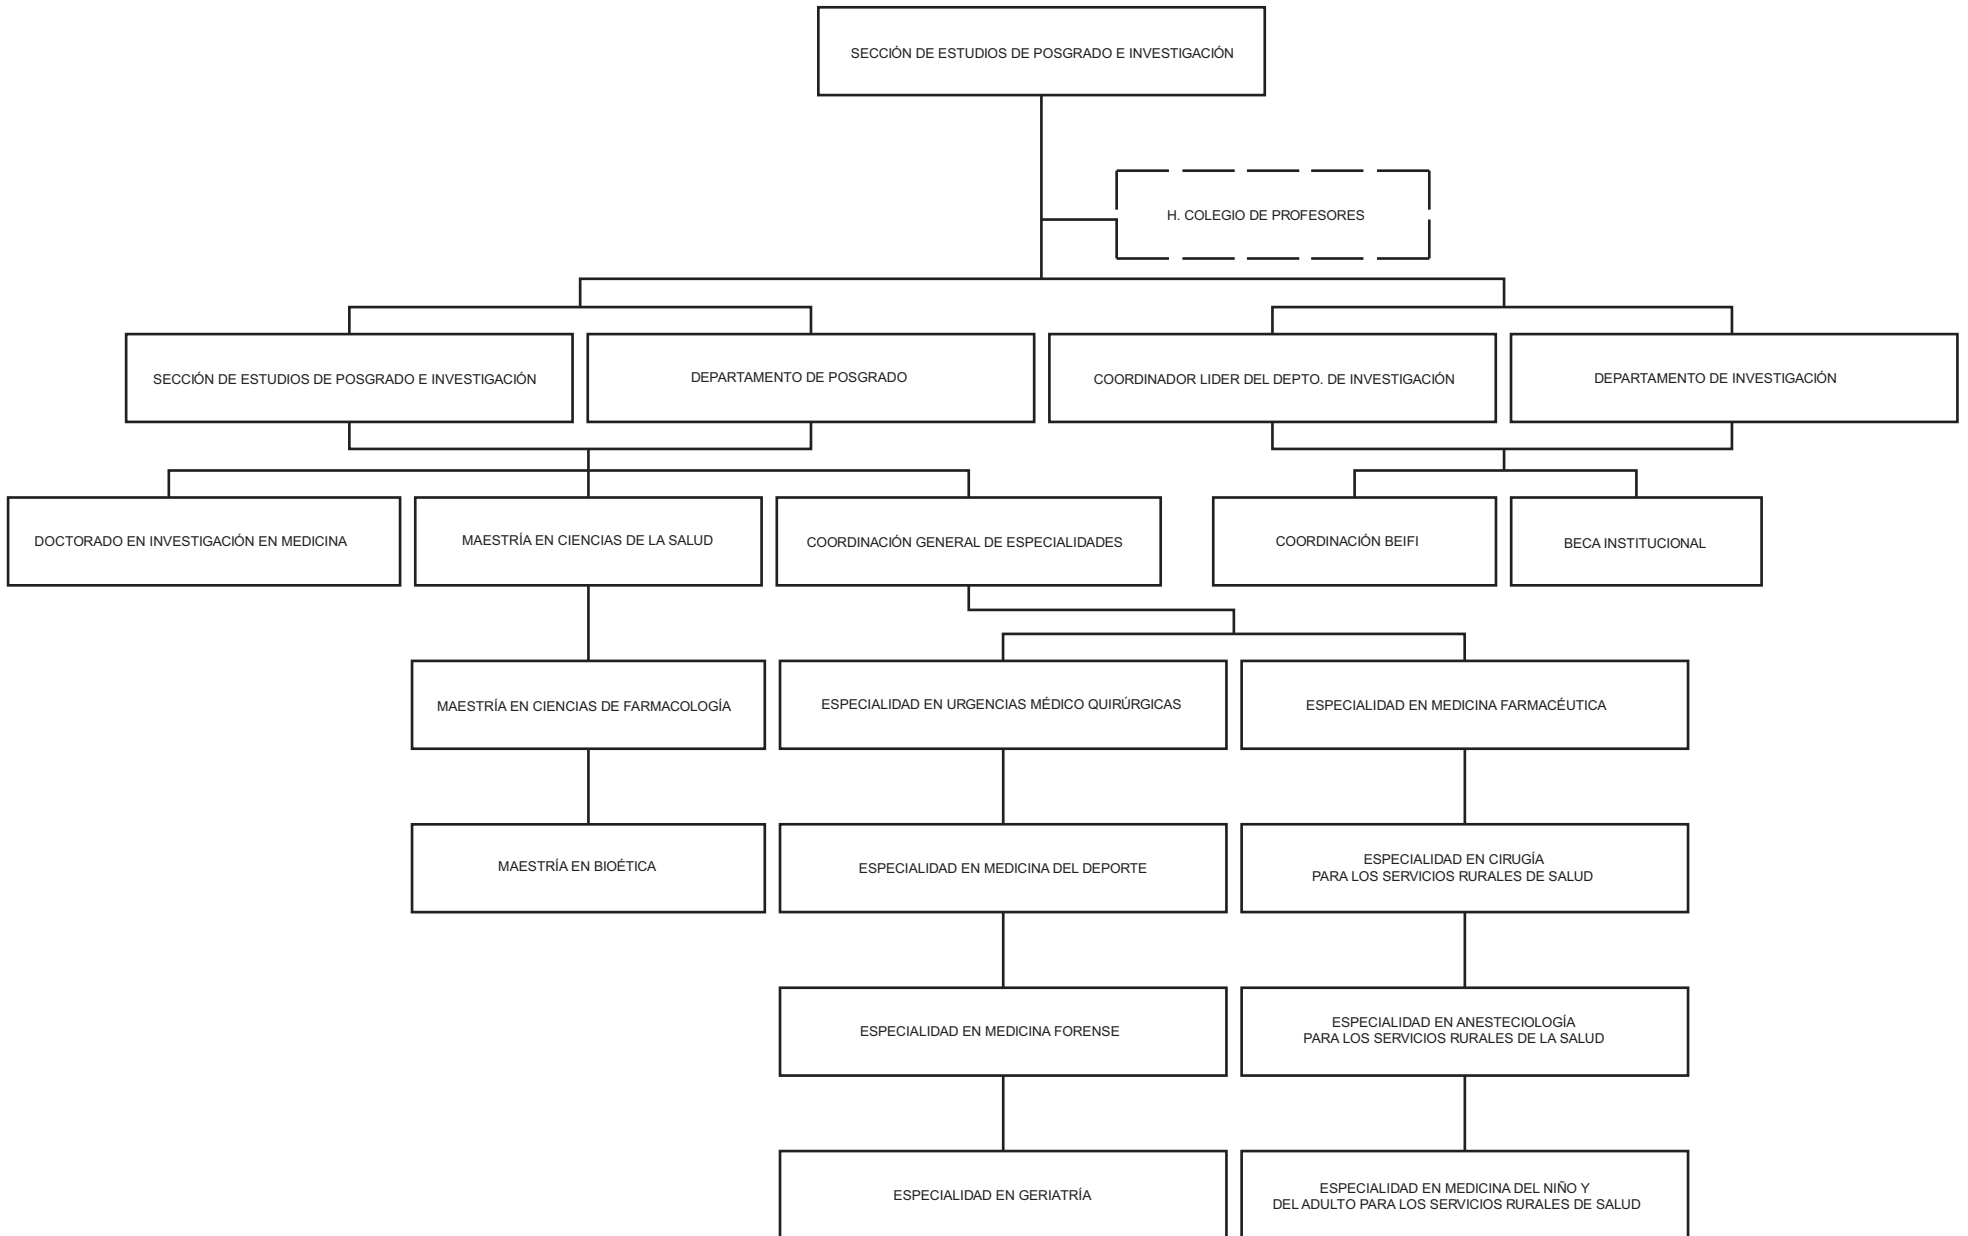 SECCIÓN DE ESTUDIOS DE POSGRADO E INVESTIGACIÓN
H. COLEGIO DE PROFESORES
SECCIÓN DE ESTUDIOS DE POSGRADO E INVESTIGACIÓN
DEPARTAMENTO DE POSGRADO
COORDINADOR LIDER DEL DEPTO. DE INVESTIGACIÓN
DEPARTAMENTO DE INVESTIGACIÓN
DOCTORADO EN INVESTIGACIÓN EN MEDICINA
MAESTRÍA EN CIENCIAS DE LA SALUD
COORDINACIÓN GENERAL DE ESPECIALIDADES
COORDINACIÓN BEIFI
BECA INSTITUCIONAL
MAESTRÍA EN CIENCIAS DE FARMACOLOGÍA
ESPECIALIDAD EN URGENCIAS MÉDICO QUIRÚRGICAS
ESPECIALIDAD EN MEDICINA FARMACÉUTICA
MAESTRÍA EN BIOÉTICA
ESPECIALIDAD EN MEDICINA DEL DEPORTE
ESPECIALIDAD EN CIRUGÍA
PARA LOS SERVICIOS RURALES DE SALUD
ESPECIALIDAD EN MEDICINA FORENSE
ESPECIALIDAD EN ANESTECIOLOGÍA
PARA LOS SERVICIOS RURALES DE LA SALUD
ESPECIALIDAD EN GERIATRÍA
ESPECIALIDAD EN MEDICINA DEL NIÑO Y
DEL ADULTO PARA LOS SERVICIOS RURALES DE SALUD